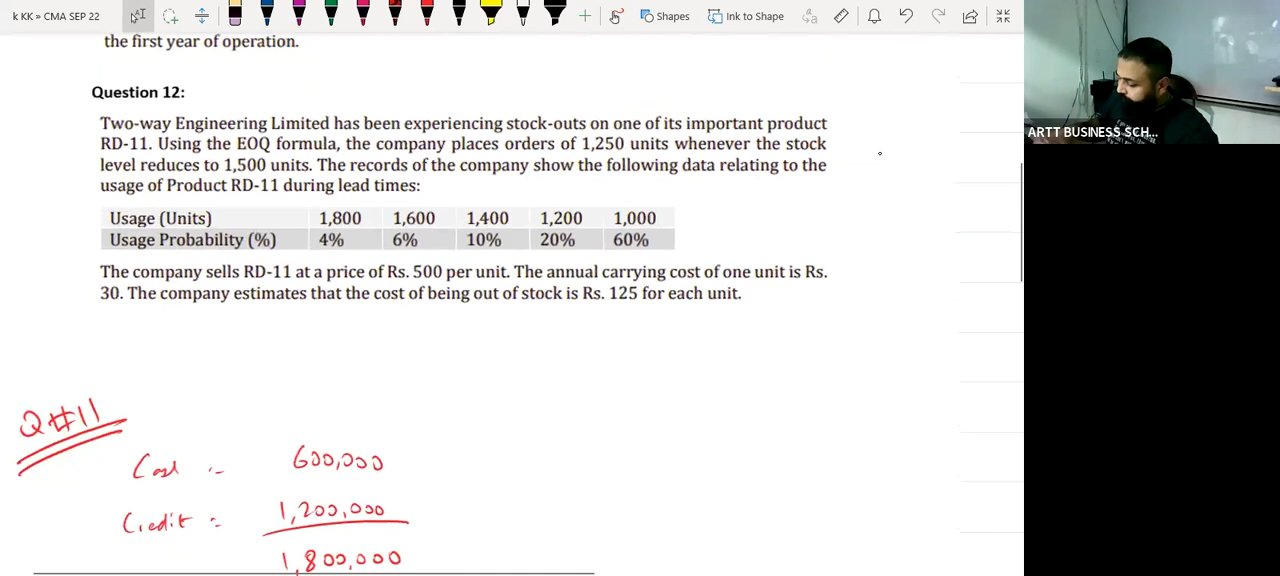 k KK » CMA SEP 22
Shapes
Ink to Shape
the first year of operation.
Question 12:
Two-way Engineering Limited has been experiencing stock-outs on one of its important product
RD-11. Using the EOQ formula, the company places orders of 1,250 units whenever the stock
level reduces to 1,500 units. The records of the company show the following data relating to the
usage of Product RD-11 during lead times:
Usage (Units) 1,800 1,600 1,400 1,200 1,000
Usage Probability (%) 4% 6% 10% 20% 60%
The company sells RD-11 at a price of Rs. 500 per unit. The annual carrying cost of one unit is Rs.
30. The company estimates that the cost of being out of stock is Rs. 125 for each unit.
Q#11
Cash :- 600,000
Credit :- 1,200,000
1,800,000
ARTT BUSINESS SCH...